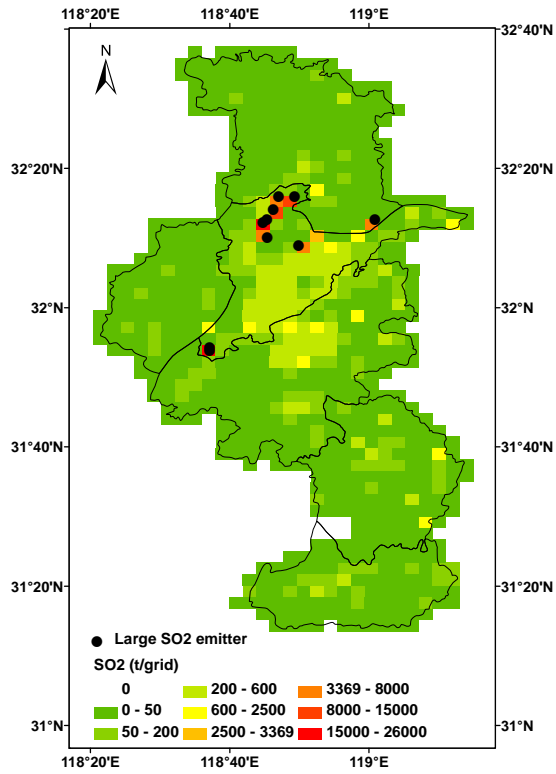 118°20'E 118°40'E 119°E
32°40'N
N
32°20'N 32°20'N
32°N 32°N
31°40'N 31°40'N
31°20'N 31°20'N
Large SO2 emitter
SO2 (t/grid)
0 200 - 600 3369 - 8000
0 - 50 600 - 2500 8000 - 15000
50 - 200 2500 - 3369 15000 - 26000
31°N 31°N
118°20'E 118°40'E 119°E